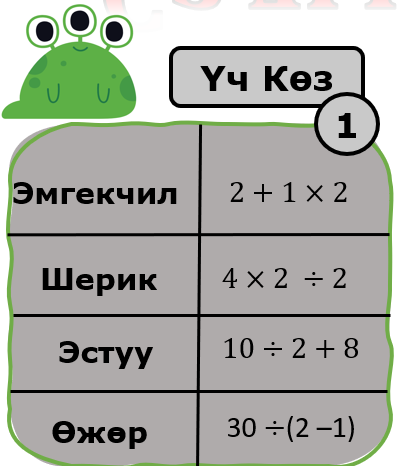 Үч Көз
1
Эмгекчил 2 + 1 × 2
Шерик 4 × 2 ÷ 2
Эстуу 10 ÷ 2 + 8
Өжөр 30 ÷(2 –1)